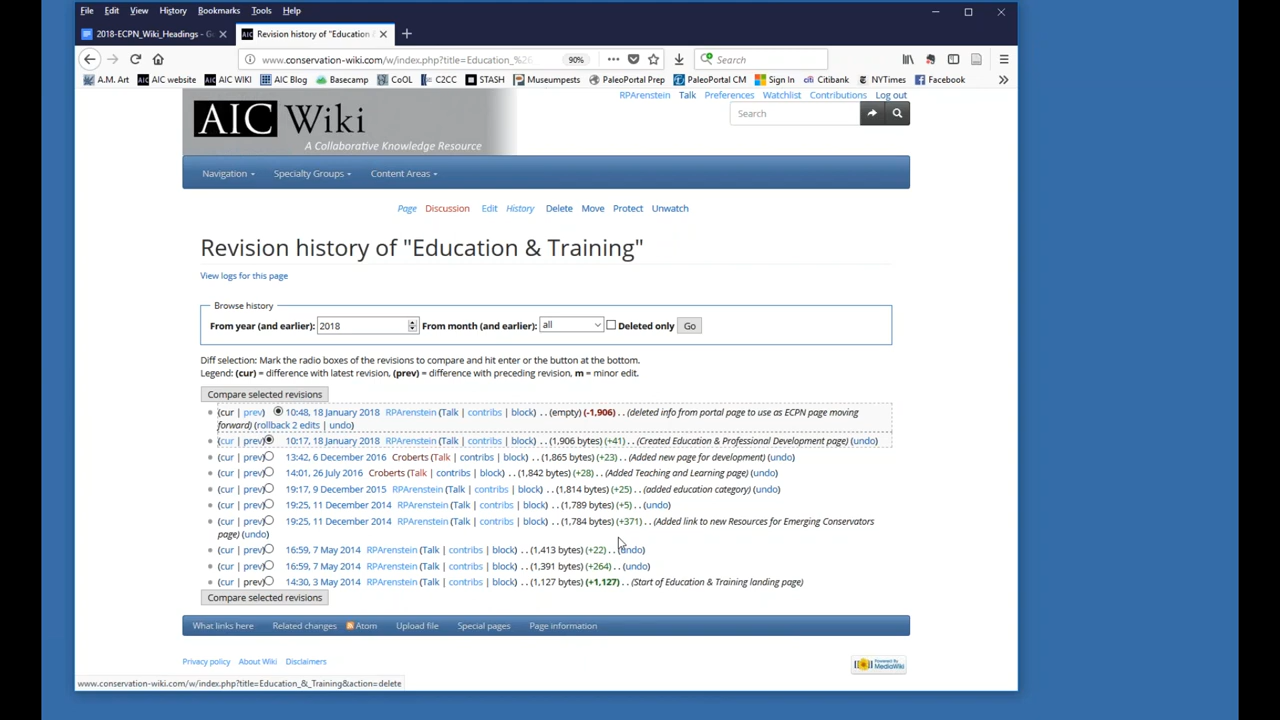 File Edit View History Bookmarks Tools Help
2018-ECPN_Wiki_Headings - G
Revision history of "Education &
www.conservation-wiki.com/w/index.php?title=Education_%26 90% Search
A.M. Art AIC website AIC WIKI AIC Blog Basecamp CoOL C2CC STASH Museumpests PaleoPortal Prep PaleoPortal CM Sign In Citibank NYTimes Facebook
RPArenstein Talk Preferences Watchlist Contributions Log out
AIC Wiki
A Collaborative Knowledge Resource
Search
Navigation Specialty Groups Content Areas
Page Discussion Edit History Delete Move Protect Unwatch
Revision history of "Education & Training"
View logs for this page
Browse history
From year (and earlier): 2018 From month (and earlier): all Deleted only Go
Diff selection: Mark the radio boxes of the revisions to compare and hit enter or the button at the bottom.
Legend: (cur) = difference with latest revision, (prev) = difference with preceding revision, m = minor edit.
Compare selected revisions
(cur | prev) 10:48, 18 January 2018 RPArenstein (Talk | contribs | block) . . (empty) (-1,906) . . (deleted info from portal page to use as ECPN page moving
forward) (rollback 2 edits | undo)
(cur | prev) 10:17, 18 January 2018 RPArenstein (Talk | contribs | block) . . (1,906 bytes) (+41) . . (Created Education & Professional Development page) (undo)
(cur | prev) 13:42, 6 December 2016 Croberts (Talk | contribs | block) . . (1,865 bytes) (+23) . . (Added new page for development) (undo)
(cur | prev) 14:01, 26 July 2016 Croberts (Talk | contribs | block) . . (1,842 bytes) (+28) . . (Added Teaching and Learning page) (undo)
(cur | prev) 19:17, 9 December 2015 RPArenstein (Talk | contribs | block) . . (1,814 bytes) (+25) . . (added education category) (undo)
(cur | prev) 19:25, 11 December 2014 RPArenstein (Talk | contribs | block) . . (1,789 bytes) (+5) . . (undo)
(cur | prev) 19:25, 11 December 2014 RPArenstein (Talk | contribs | block) . . (1,784 bytes) (+371) . . (Added link to new Resources for Emerging Conservators
page) (undo)
(cur | prev) 16:59, 7 May 2014 RPArenstein (Talk | contribs | block) . . (1,413 bytes) (+22) . . (undo)
(cur | prev) 16:59, 7 May 2014 RPArenstein (Talk | contribs | block) . . (1,391 bytes) (+264) . . (undo)
(cur | prev) 14:30, 3 May 2014 RPArenstein (Talk | contribs | block) . . (1,127 bytes) (+1,127) . . (Start of Education & Training landing page)
Compare selected revisions
What links here Related changes Atom Upload file Special pages Page information
Privacy policy About Wiki Disclaimers
Powered By MediaWiki
www.conservation-wiki.com/w/index.php?title=Education_&_Training&action=delete